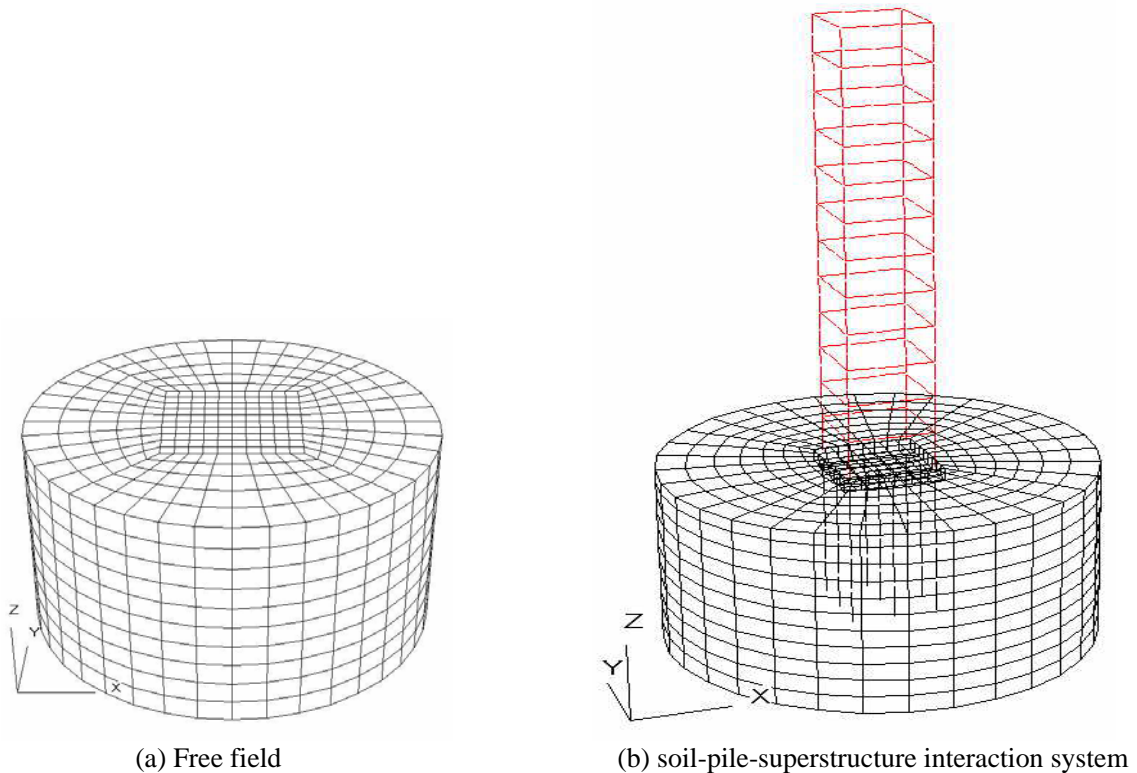 Z
Y
X
Z
Y
X
(a) Free field
(b) soil-pile-superstructure interaction system